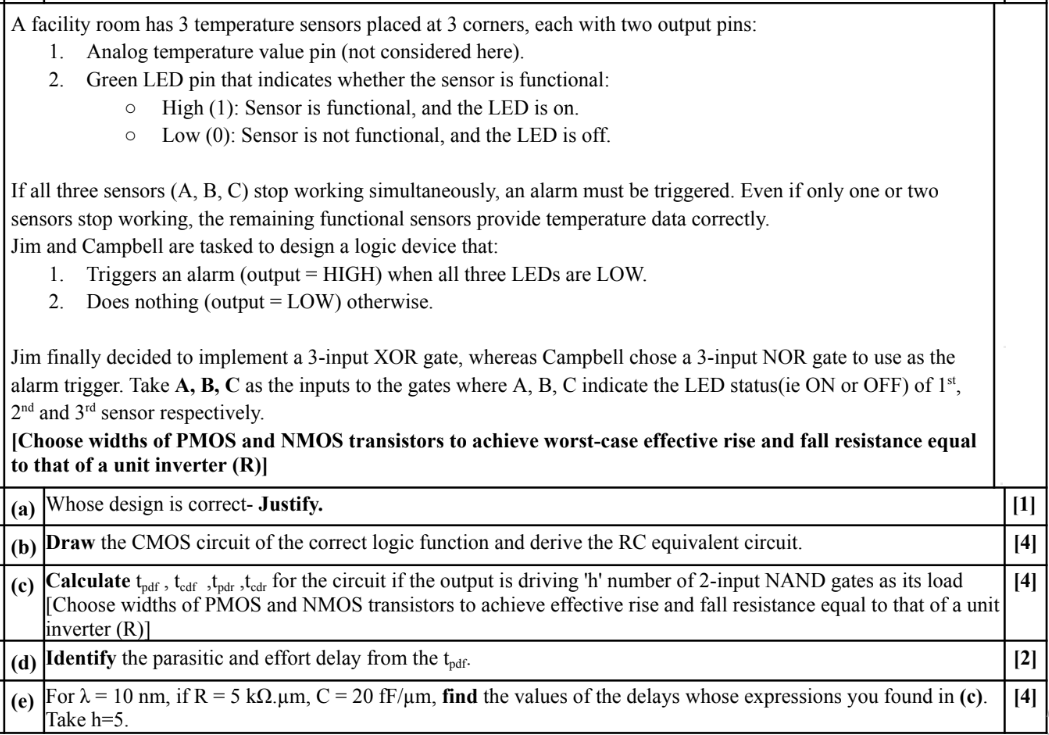 A facility room has 3 temperature sensors placed at 3 corners, each with two output pins:
1. Analog temperature value pin (not considered here).
2. Green LED pin that indicates whether the sensor is functional:
○ High (1): Sensor is functional, and the LED is on.
○ Low (0): Sensor is not functional, and the LED is off.
If all three sensors (A, B, C) stop working simultaneously, an alarm must be triggered. Even if only one or two
sensors stop working, the remaining functional sensors provide temperature data correctly.
Jim and Campbell are tasked to design a logic device that:
1. Triggers an alarm (output = HIGH) when all three LEDs are LOW.
2. Does nothing (output = LOW) otherwise.
Jim finally decided to implement a 3-input XOR gate, whereas Campbell chose a 3-input NOR gate to use as the
alarm trigger. Take A, B, C as the inputs to the gates where A, B, C indicate the LED status(ie ON or OFF) of 1st,
2nd and 3rd sensor respectively.
[Choose widths of PMOS and NMOS transistors to achieve worst-case effective rise and fall resistance equal
to that of a unit inverter (R)]
(a) Whose design is correct- Justify. [1]
(b) Draw the CMOS circuit of the correct logic function and derive the RC equivalent circuit. [4]
(c) Calculate tpdf , tcdf ,tpdr ,tcdr for the circuit if the output is driving 'h' number of 2-input NAND gates as its load [4]
[Choose widths of PMOS and NMOS transistors to achieve effective rise and fall resistance equal to that of a unit
inverter (R)]
(d) Identify the parasitic and effort delay from the tpdf. [2]
(e) For λ = 10 nm, if R = 5 kΩ.μm, C = 20 fF/μm, find the values of the delays whose expressions you found in (c). [4]
Take h=5.